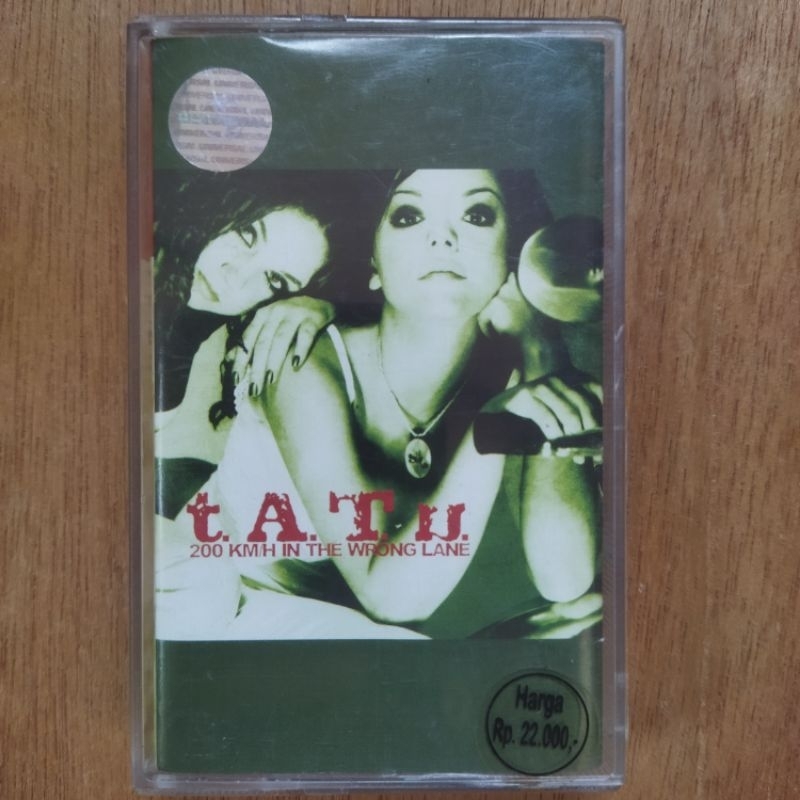 t.A.T.u.
200 KM/H IN THE WRONG LANE
Harga
Rp. 22.000,-